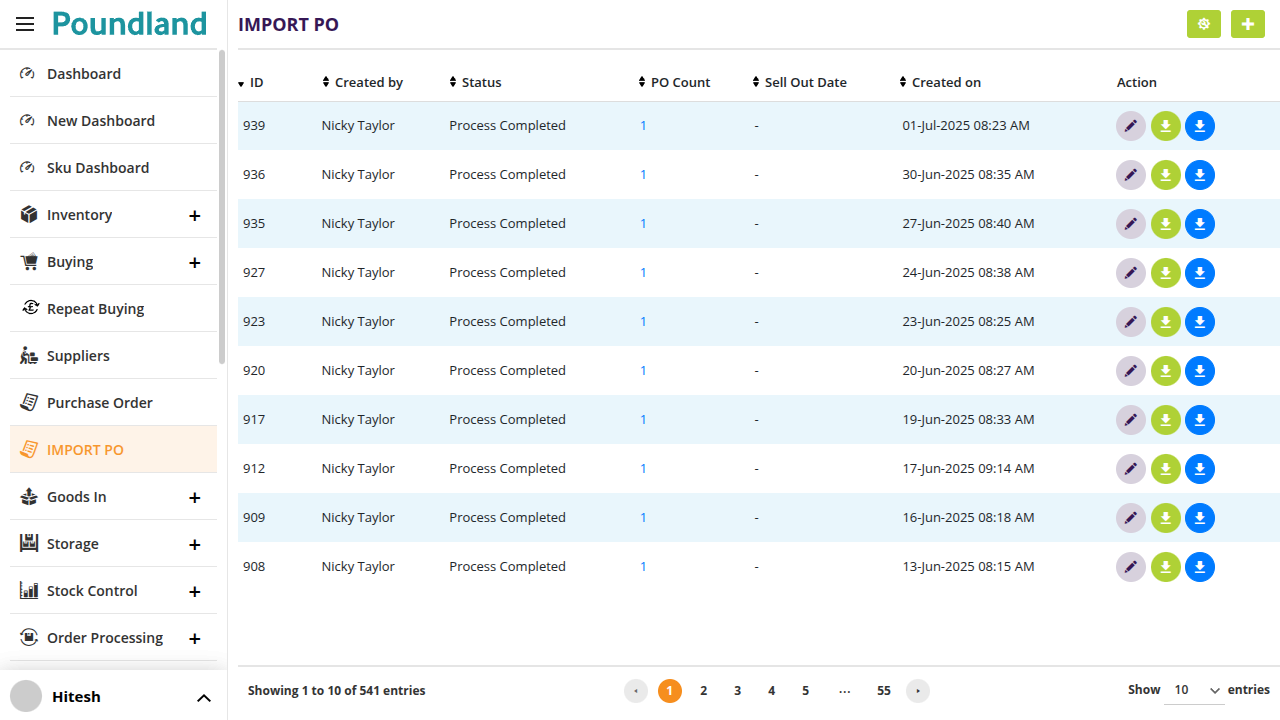 Poundland
IMPORT PO
Dashboard
New Dashboard
Sku Dashboard
Inventory
Buying
Repeat Buying
Suppliers
Purchase Order
IMPORT PO
Goods In
Storage
Stock Control
Order Processing
Hitesh
ID Created by Status PO Count Sell Out Date Created on Action
939 Nicky Taylor Process Completed 1 - 01-Jul-2025 08:23 AM
936 Nicky Taylor Process Completed 1 - 30-Jun-2025 08:35 AM
935 Nicky Taylor Process Completed 1 - 27-Jun-2025 08:40 AM
927 Nicky Taylor Process Completed 1 - 24-Jun-2025 08:38 AM
923 Nicky Taylor Process Completed 1 - 23-Jun-2025 08:25 AM
920 Nicky Taylor Process Completed 1 - 20-Jun-2025 08:27 AM
917 Nicky Taylor Process Completed 1 - 19-Jun-2025 08:33 AM
912 Nicky Taylor Process Completed 1 - 17-Jun-2025 09:14 AM
909 Nicky Taylor Process Completed 1 - 16-Jun-2025 08:18 AM
908 Nicky Taylor Process Completed 1 - 13-Jun-2025 08:15 AM
Showing 1 to 10 of 541 entries 1 2 3 4 5 ... 55 Show 10 entries